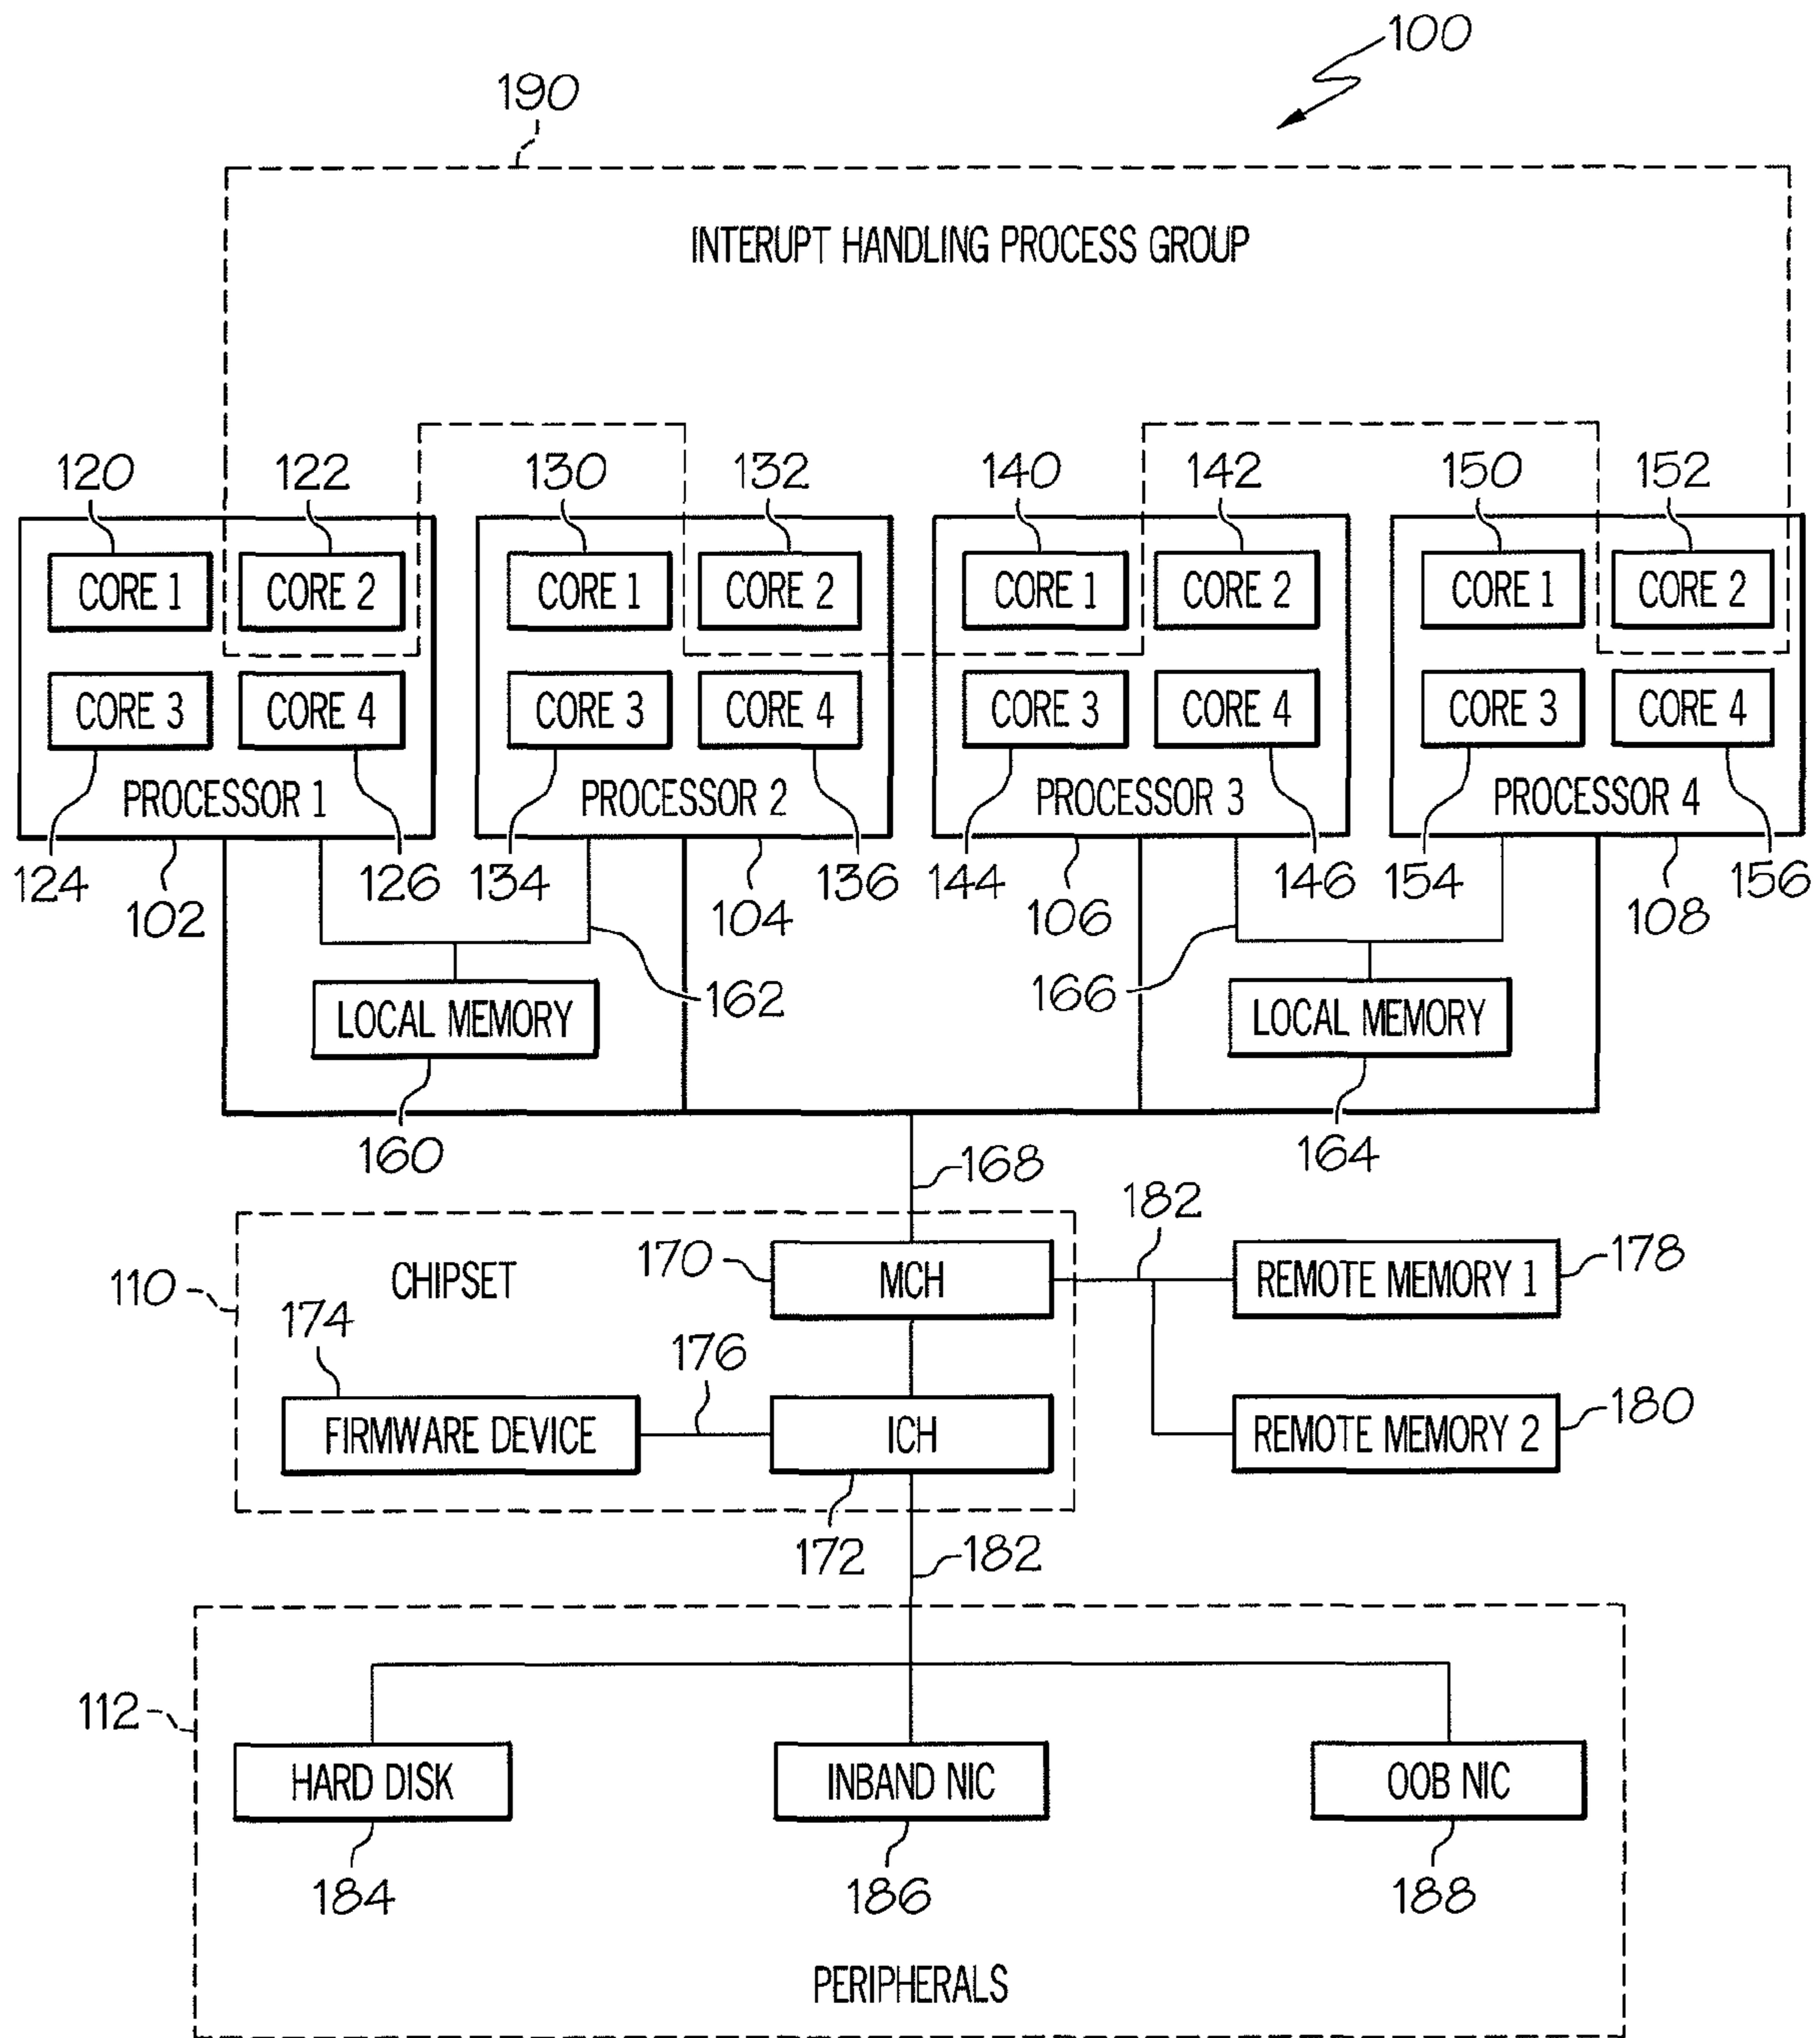 100
190
INTERUPT HANDLING PROCESS GROUP
120 122 130 132 140 142 150 152
CORE 1 CORE 2 CORE 1 CORE 2 CORE 1 CORE 2 CORE 1 CORE 2
CORE 3 CORE 4 CORE 3 CORE 4 CORE 3 CORE 4 CORE 3 CORE 4
PROCESSOR 1 PROCESSOR 2 PROCESSOR 3 PROCESSOR 4
124 126 134 136 144 146 154 156
102 104 106 108
162 166
LOCAL MEMORY LOCAL MEMORY
160 164
168
182
110 CHIPSET 170 MCH REMOTE MEMORY 1 178
174 176
FIRMWARE DEVICE ICH REMOTE MEMORY 2 180
172 182
112
HARD DISK INBAND NIC OOB NIC
184 186 188
PERIPHERALS